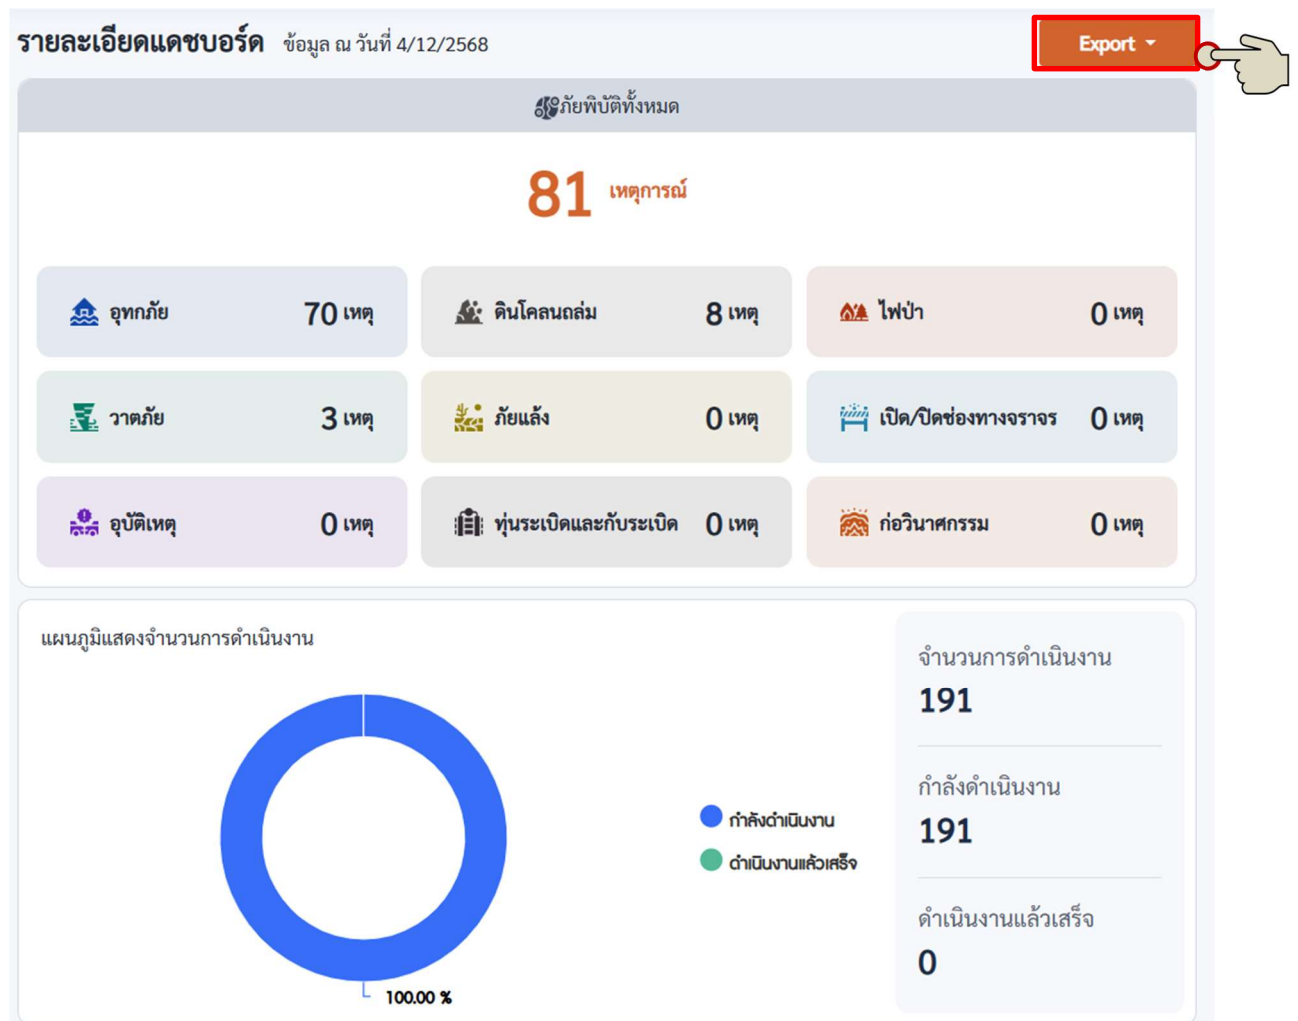 รายละเอียดแดชบอร์ด ข้อมูล ณ วันที่ 4/12/2568 Export
ภัยพิบัติทั้งหมด
81 เหตุการณ์
อุทกภัย 70 เหตุ ดินโคลนถล่ม 8 เหตุ ไฟป่า 0 เหตุ
วาตภัย 3 เหตุ ภัยแล้ง 0 เหตุ เปิด/ปิดช่องทางจราจร 0 เหตุ
อุบัติเหตุ 0 เหตุ ทุ่นระเบิดและกับระเบิด 0 เหตุ ก่อวินาศกรรม 0 เหตุ
แผนภูมิแสดงจำนวนการดำเนินงาน
100.00 %
กำลังดำเนินงาน
ดำเนินงานแล้วเสร็จ
จำนวนการดำเนินงาน
191
กำลังดำเนินงาน
191
ดำเนินงานแล้วเสร็จ
0